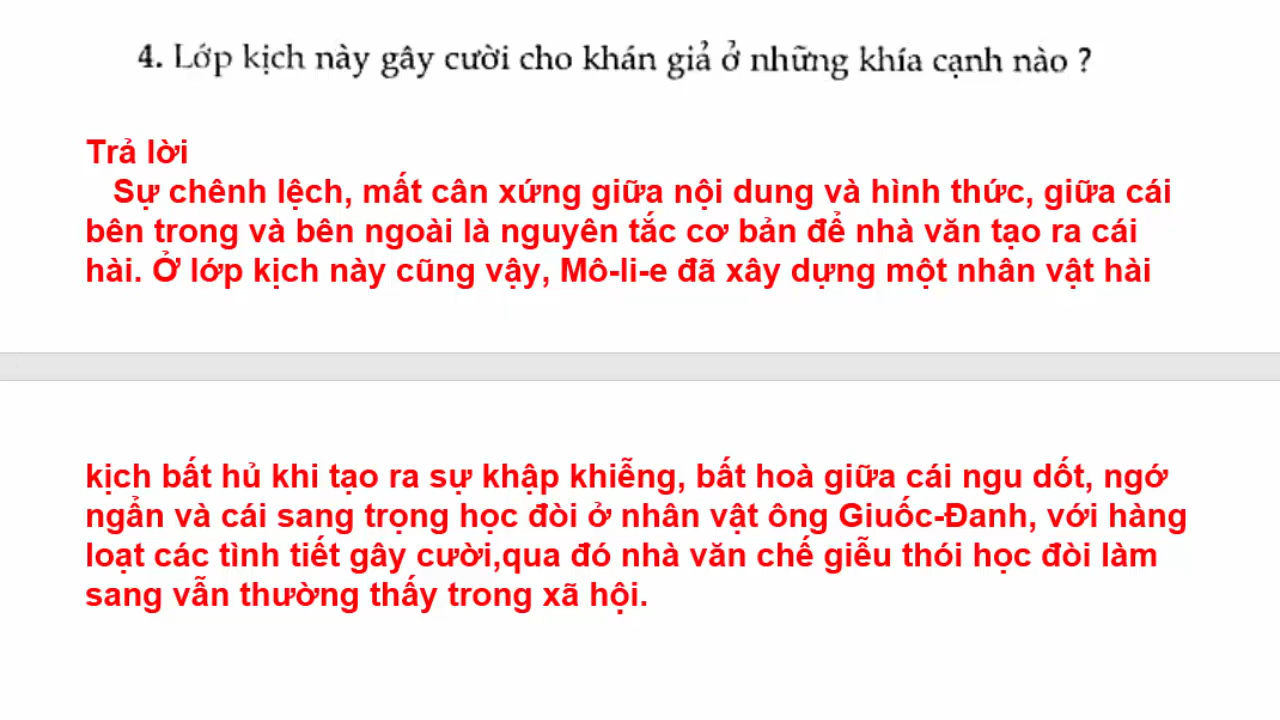 4. Lớp kịch này gây cười cho khán giả ở những khía cạnh nào ?
Trả lời
Sự chênh lệch, mất cân xứng giữa nội dung và hình thức, giữa cái
bên trong và bên ngoài là nguyên tắc cơ bản để nhà văn tạo ra cái
hài. Ở lớp kịch này cũng vậy, Mô-li-e đã xây dựng một nhân vật hài
kịch bất hủ khi tạo ra sự khập khiễng, bất hoà giữa cái ngu dốt, ngớ
ngẩn và cái sang trọng học đòi ở nhân vật ông Giuốc-Đanh, với hàng
loạt các tình tiết gây cười,qua đó nhà văn chế giễu thói học đòi làm
sang vẫn thường thấy trong xã hội.